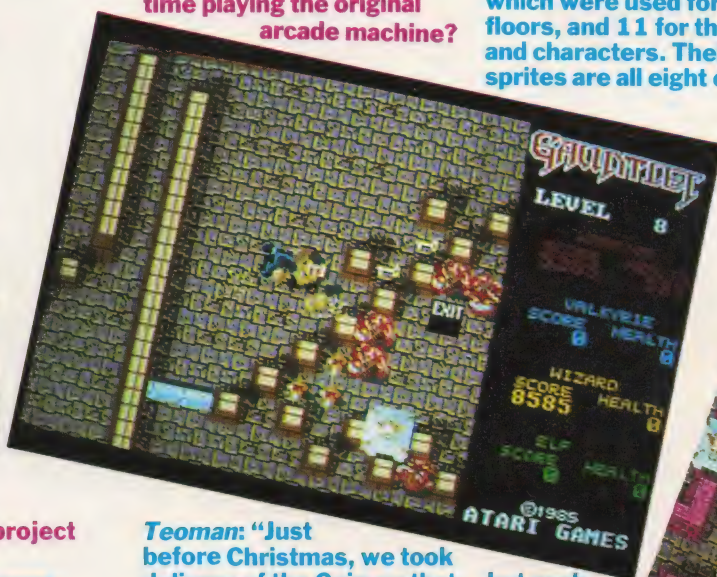 time playing the original
arcade machine?
which were used for
floors, and 11 for th
and characters. The
sprites are all eight
GAUNTLET
LEVEL 8
VALKYRIE
SCORE HEALTH
0 0
WIZARD
SCORE HEALTH
8585 0
ELF
SCORE HEALTH
0 0
EXIT
©1985
ATARI GAMES
project
Teoman: "Just
before Christmas, we took